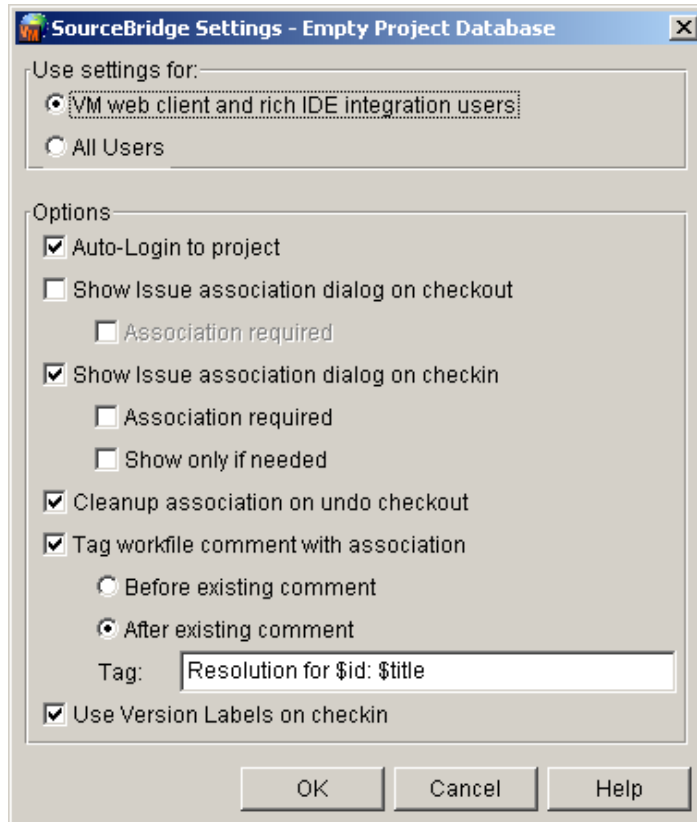 VM
SourceBridge Settings - Empty Project Database
Use settings for:
VM web client and rich IDE integration users
All Users
Options
Auto-Login to project
Show Issue association dialog on checkout
Association required
Show Issue association dialog on checkin
Association required
Show only if needed
Cleanup association on undo checkout
Tag workfile comment with association
Before existing comment
After existing comment
Tag: Resolution for $id: $title
Use Version Labels on checkin
OK Cancel Help